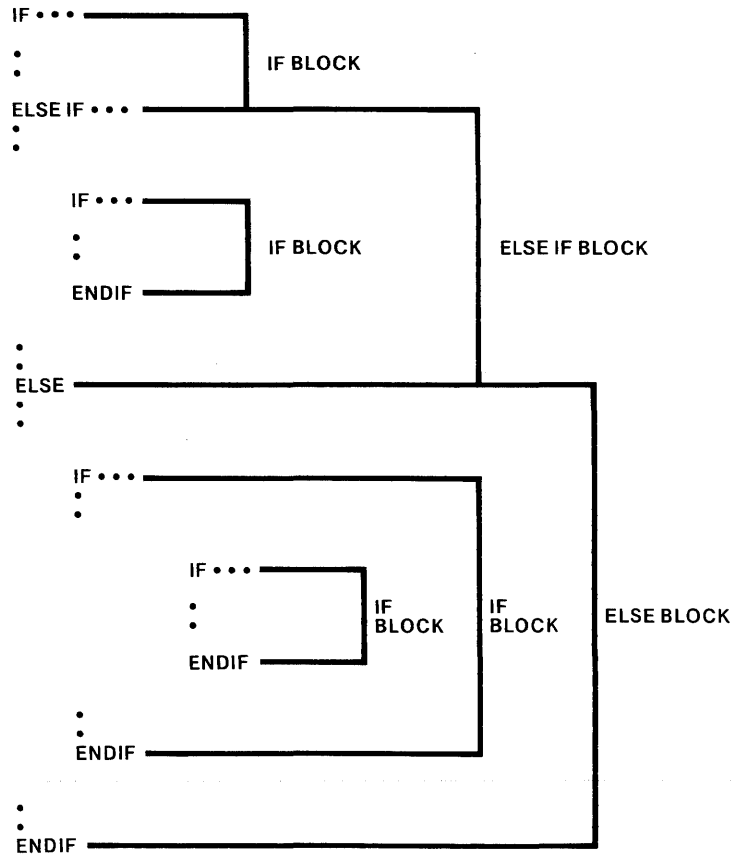 IF • • •
IF BLOCK
ELSE IF • • •
IF • • •
IF BLOCK
ELSE IF BLOCK
ENDIF
ELSE
IF • • •
IF • • •
IF
BLOCK
IF
BLOCK
ELSE BLOCK
ENDIF
ENDIF
ENDIF